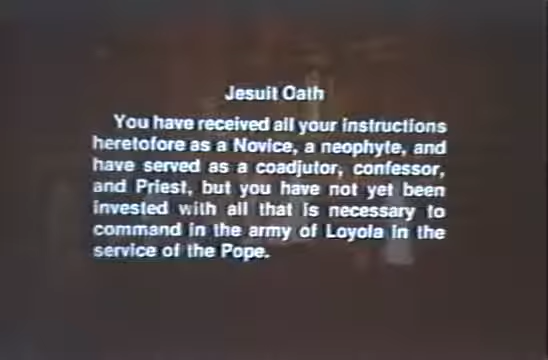 Jesuit Oath
You have received all your instructions
heretofore as a Novice, a neophyte, and
have served as a coadjutor, confessor,
and Priest, but you have not yet been
invested with all that is necessary to
command in the army of Loyola in the
service of the Pope.